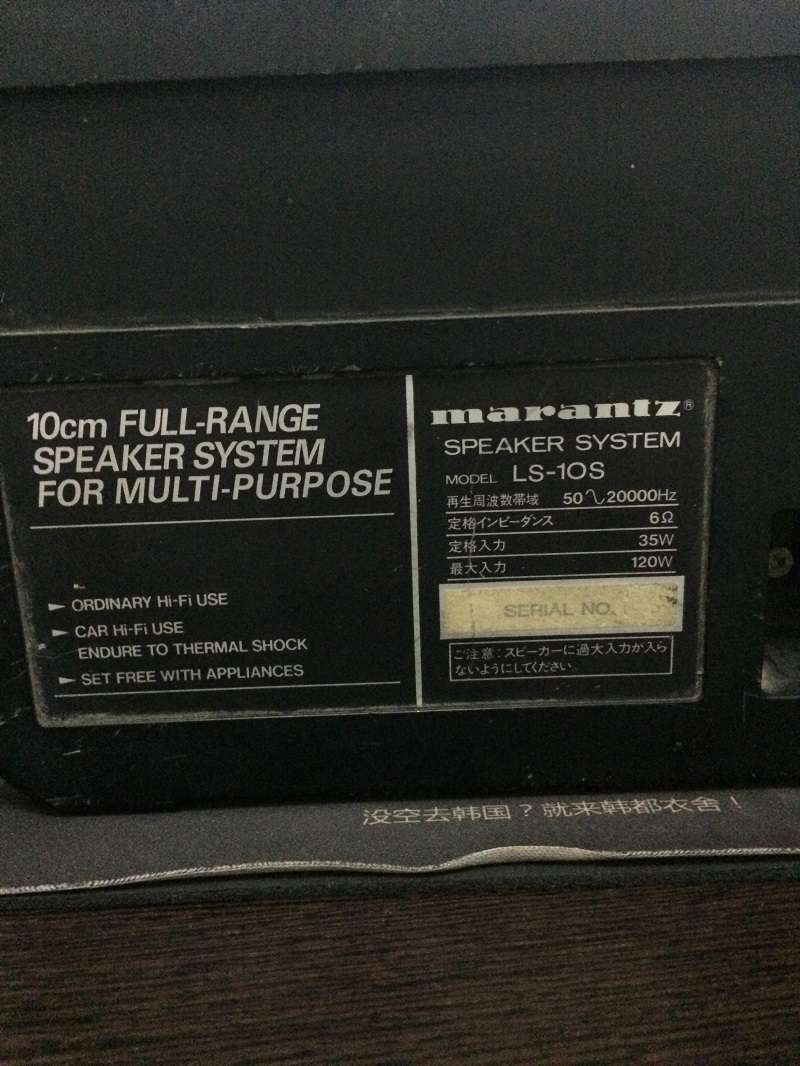 10cm FULL-RANGE
SPEAKER SYSTEM
FOR MULTI-PURPOSE
► ORDINARY Hi-Fi USE
► CAR Hi-Fi USE
ENDURE TO THERMAL SHOCK
► SET FREE WITH APPLIANCES
marantz®
SPEAKER SYSTEM
MODEL LS-10S
再生周波数帯域 50〜20000Hz
定格インピーダンス 6Ω
定格入力 35W
最大入力 120W
SERIAL NO.
ご注意:スピーカーに過大入力が入ら
ないようにしてください。
没空去韩国？就来韩都衣舍！